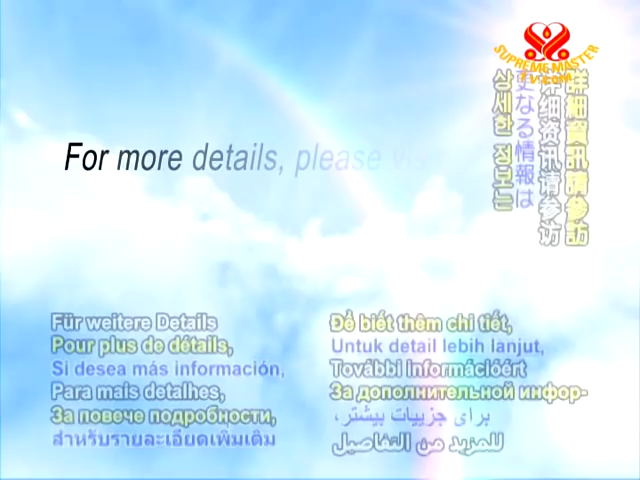 SUPREME MASTER
TV.COM
詳細資訊請參訪
详细资讯请参访
更なる情報は
상세한 정보는
For more details, please vis
Für weitere Details
Pour plus de détails,
Si desea más información,
Para mais detalhes,
За повече подробности,
สำหรับรายละเอียดเพิ่มเติม
Để biết thêm chi tiết,
Untuk detail lebih lanjut,
További információért
За дополнительной инфор-
برای جزییات بیشتر،
للمزيد من التفاصيل